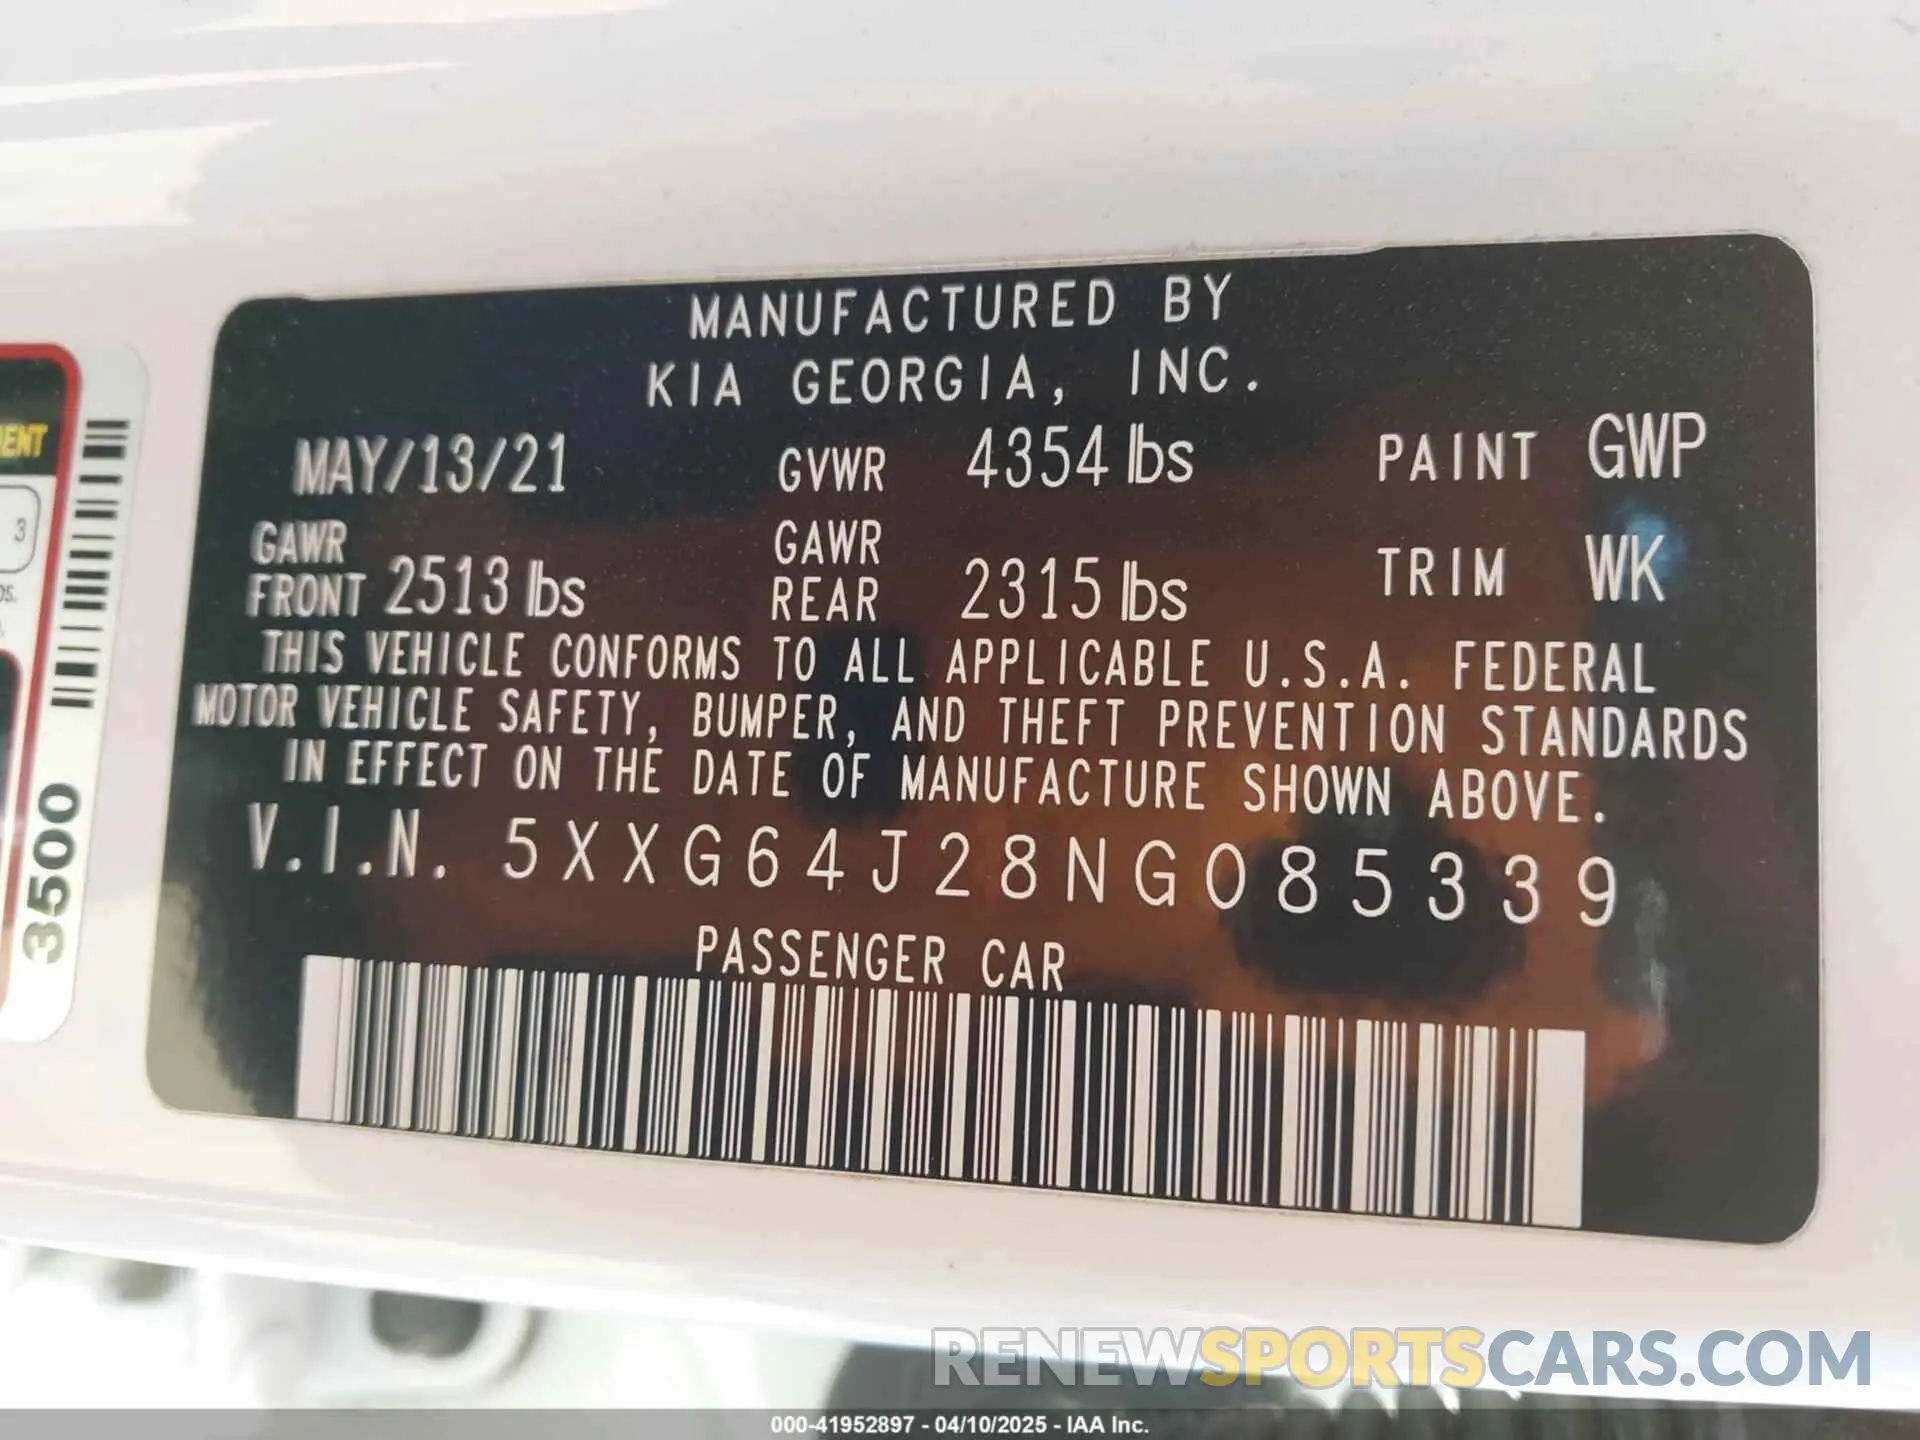 MANUFACTURED BY
KIA GEORGIA, INC.
MAY/13/21 GVWR 4354 lbs PAINT GWP
GAWR FRONT 2513 lbs GAWR REAR 2315 lbs TRIM WK
THIS VEHICLE CONFORMS TO ALL APPLICABLE U.S.A. FEDERAL
MOTOR VEHICLE SAFETY, BUMPER, AND THEFT PREVENTION STANDARDS
IN EFFECT ON THE DATE OF MANUFACTURE SHOWN ABOVE.
V.I.N. 5XXG64J28NG085339
PASSENGER CAR
3
3500
RENEWSPORTSCARS.COM
000-41952897 - 04/10/2025 - IAA Inc.